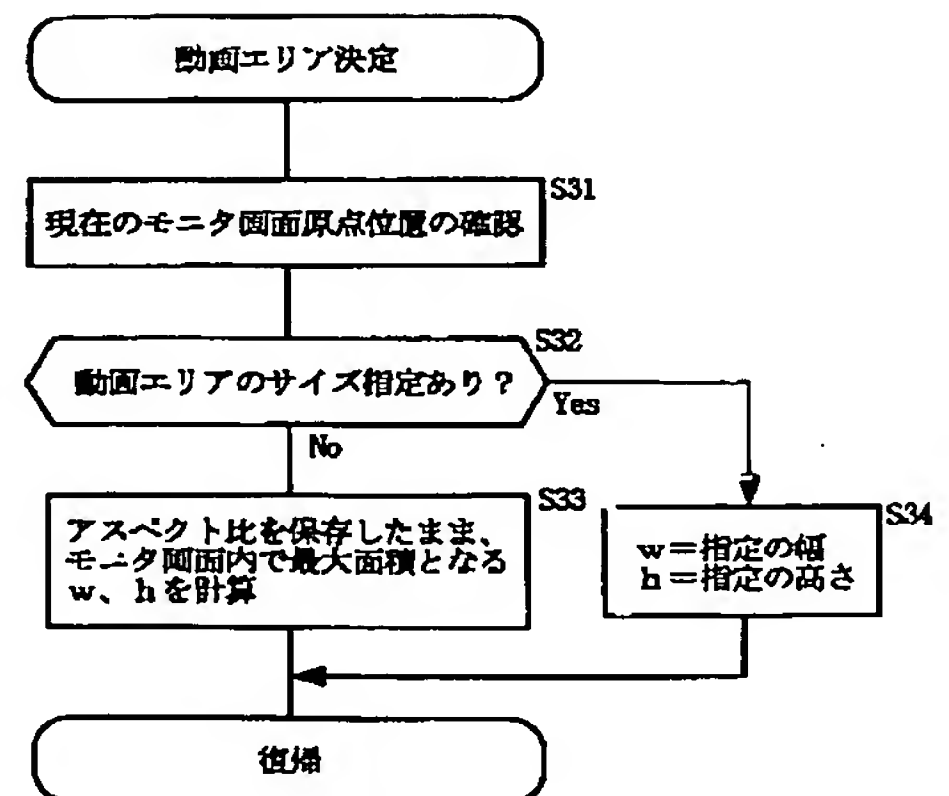 動画エリア決定
S31
現在のモニタ画面原点位置の確認
S32
動画エリアのサイズ指定あり?
Yes
No
S33
アスペクト比を保存したまま、
モニタ画面内で最大面積となる
w、hを計算
S34
w=指定の幅
h=指定の高さ
復帰